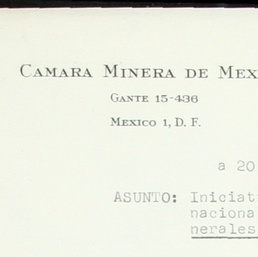 CAMARA MINERA DE MEX
GANTE 15-436
MEXICO 1, D. F.
a 20
ASUNTO: Iniciat
naciona
nerales